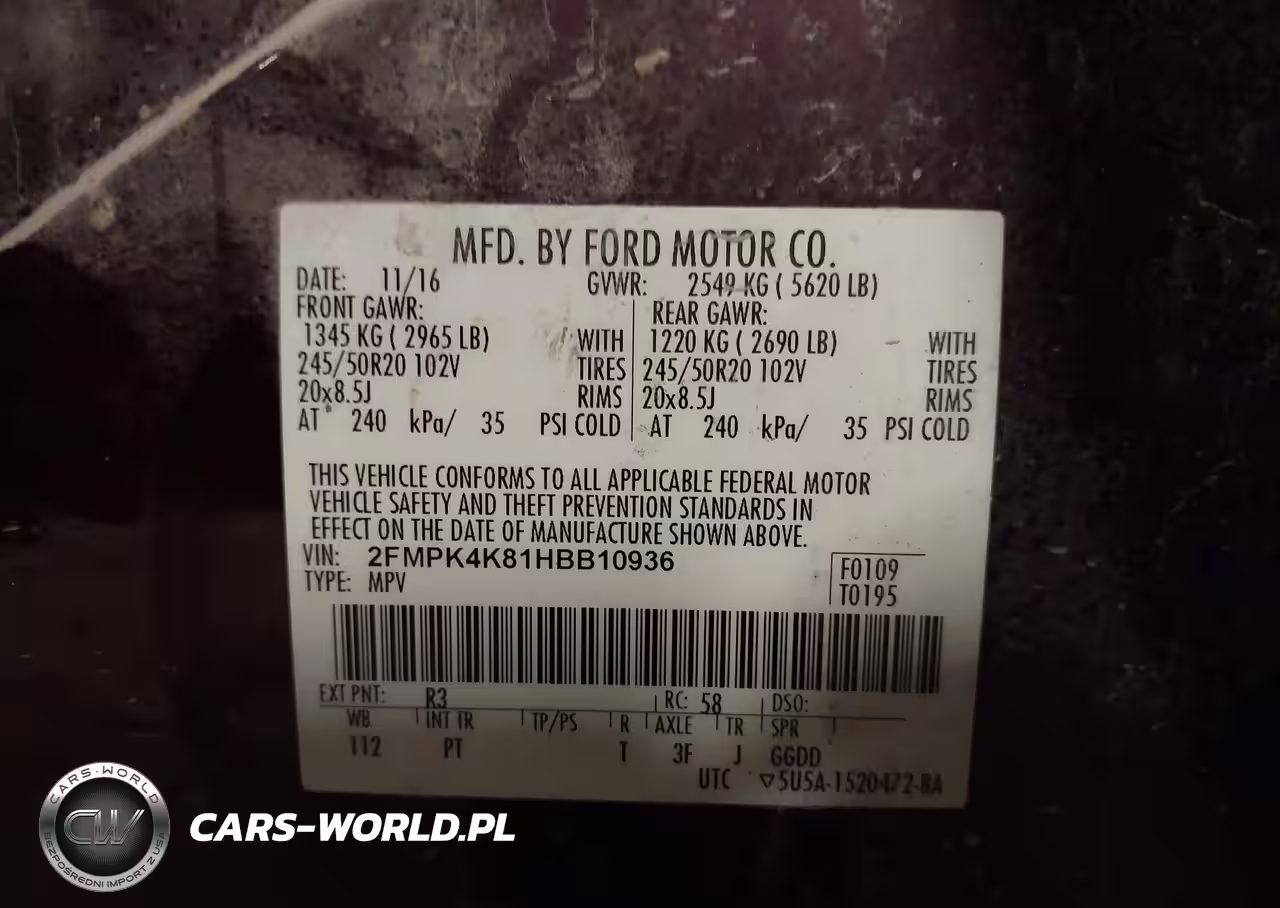 MFD. BY FORD MOTOR CO.
DATE: 11/16 GVWR: 2549 KG ( 5620 LB)
FRONT GAWR: REAR GAWR:
1345 KG ( 2965 LB) WITH 1220 KG ( 2690 LB) WITH
245/50R20 102V TIRES 245/50R20 102V TIRES
20x8.5J RIMS 20x8.5J RIMS
AT 240 kPa/ 35 PSI COLD AT 240 kPa/ 35 PSI COLD
THIS VEHICLE CONFORMS TO ALL APPLICABLE FEDERAL MOTOR
VEHICLE SAFETY AND THEFT PREVENTION STANDARDS IN
EFFECT ON THE DATE OF MANUFACTURE SHOWN ABOVE.
VIN: 2FMPK4K81HBB10936 F0109
TYPE: MPV T0195
EXT PNT: R3 RC: 58 DSO:
WB INT TR TP/PS R AXLE TR SPR
112 PT T 3F J GGDD
UTC ▽5U5A-1520472-BA
CARS-WORLD
CW
BEZPOŚREDNI IMPORT Z USA
CARS-WORLD.PL